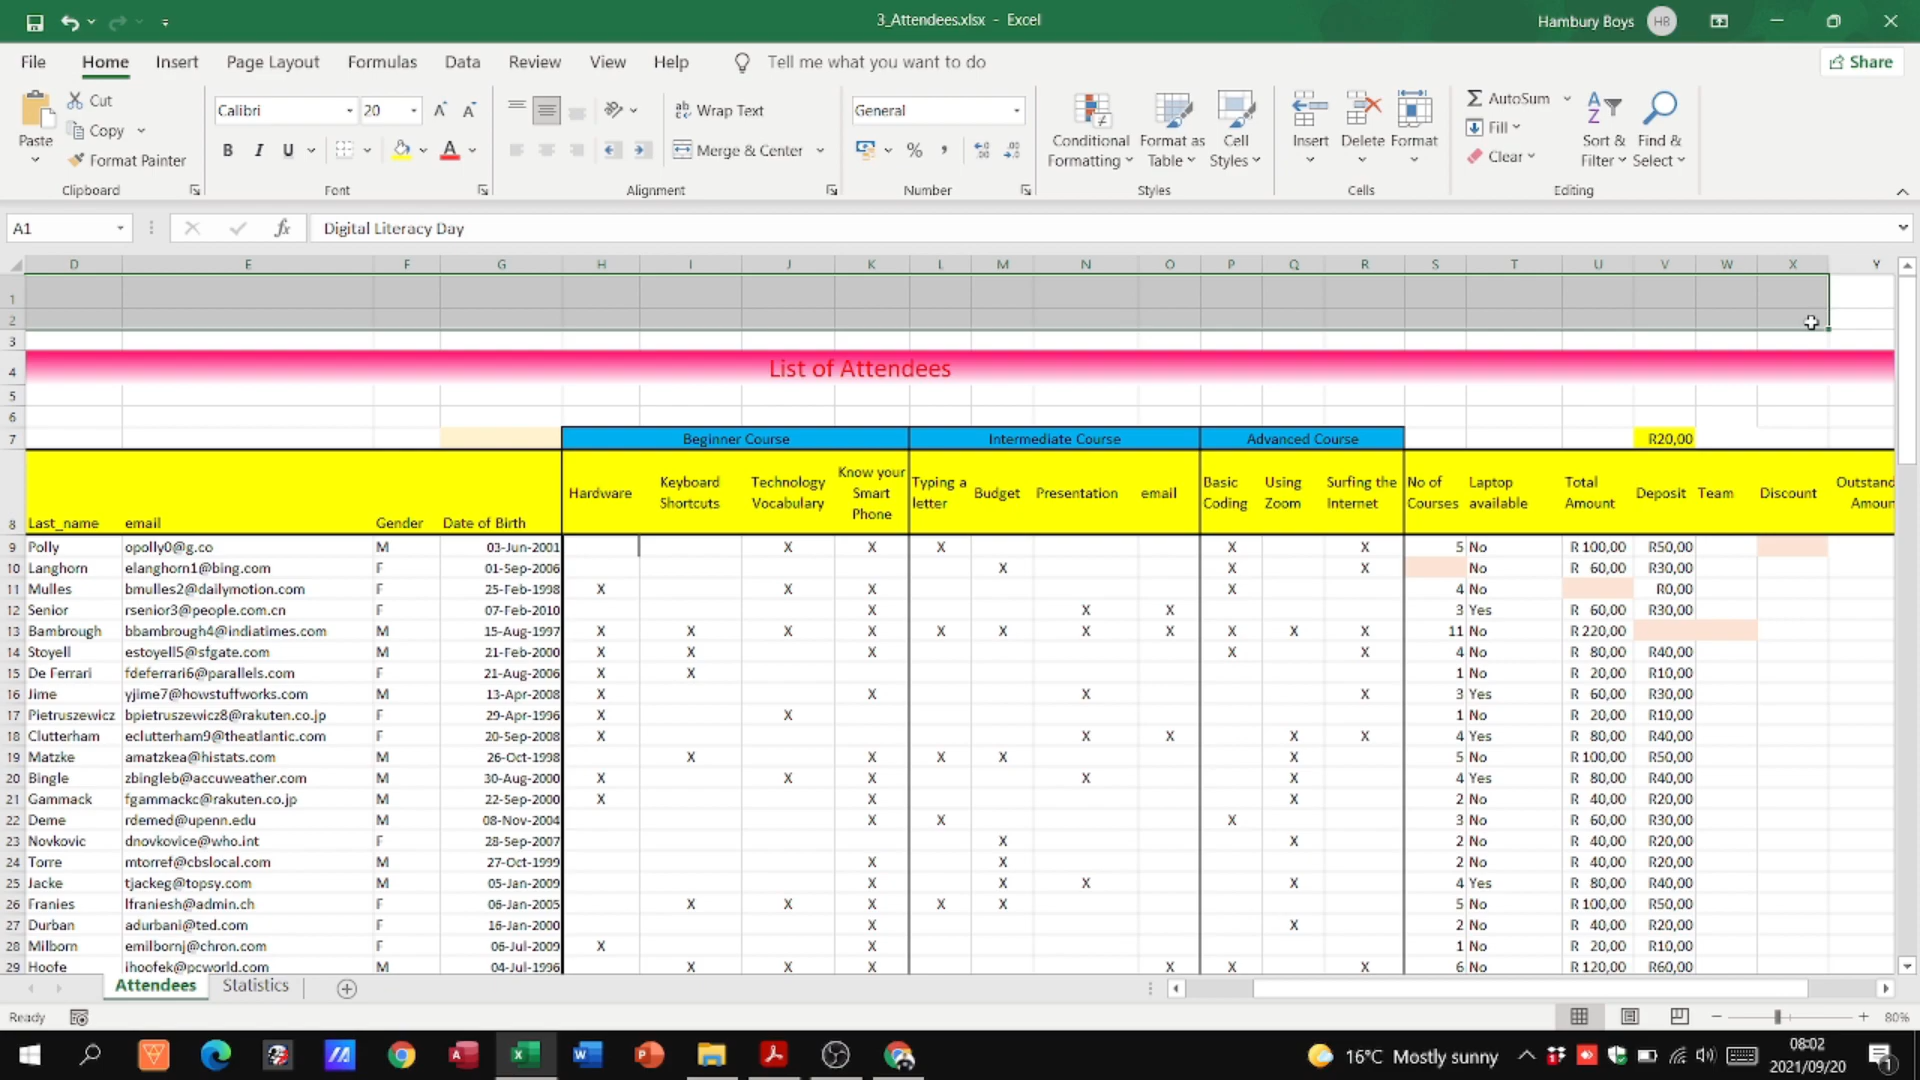 3_Attendees.xlsx - Excel
Hambury Boys HB
File Home Insert Page Layout Formulas Data Review View Help Tell me what you want to do Share
Paste Cut Copy Format Painter Clipboard
Calibri 20 B I U Font
Wrap Text Merge & Center Alignment
General % Number
Conditional Formatting Format as Table Cell Styles Styles
Insert Delete Format Cells
AutoSum Fill Clear Sort & Filter Find & Select Editing
A1 fx Digital Literacy Day
D E F G H I J K L M N O P Q R S T U V W X Y
1
2
3
4 List of Attendees
5
6
7 Beginner Course Intermediate Course Advanced Course R20,00
8 Last_name email Gender Date of Birth Hardware Keyboard Shortcuts Technology Vocabulary Know your Smart Phone Typing a letter Budget Presentation email Basic Coding Using Zoom Surfing the Internet No of Courses Laptop available Total Amount Deposit Team Discount Outstand Amoun
9 Polly opolly0@g.co M 03-Jun-2001 X X X X X 5 No R 100,00 R50,00
10 Langhorn elanghorn1@bing.com F 01-Sep-2006 X X X No R 60,00 R30,00
11 Mulles bmulles2@dailymotion.com F 25-Feb-1998 X X X X 4 No R0,00
12 Senior rsenior3@people.com.cn F 07-Feb-2010 X X X 3 Yes R 60,00 R30,00
13 Bambrough bbambrough4@indiatimes.com M 15-Aug-1997 X X X X X X X X X X X 11 No R 220,00
14 Stoyell estoyell5@sfgate.com M 21-Feb-2000 X X X X X 4 No R 80,00 R40,00
15 De Ferrari fdeferrari6@parallels.com F 21-Aug-2006 X X 1 No R 20,00 R10,00
16 Jime yjime7@howstuffworks.com M 13-Apr-2008 X X X X 3 Yes R 60,00 R30,00
17 Pietruszewicz bpietruszewicz8@rakuten.co.jp F 29-Apr-1996 X X 1 No R 20,00 R10,00
18 Clutterham eclutterham9@theatlantic.com F 20-Sep-2008 X X X X X 4 Yes R 80,00 R40,00
19 Matzke amatzkea@histats.com M 26-Oct-1998 X X X X X 5 No R 100,00 R50,00
20 Bingle zbingleb@accuweather.com M 30-Aug-2000 X X X X X 4 Yes R 80,00 R40,00
21 Gammack fgammackc@rakuten.co.jp M 22-Sep-2000 X X X 2 No R 40,00 R20,00
22 Deme rdemed@upenn.edu M 08-Nov-2004 X X X 3 No R 60,00 R30,00
23 Novkovic dnovkovice@who.int F 28-Sep-2007 X X 2 No R 40,00 R20,00
24 Torre mtorref@cbslocal.com M 27-Oct-1999 X X 2 No R 40,00 R20,00
25 Jacke tjackeg@topsy.com M 05-Jan-2009 X X X X 4 Yes R 80,00 R40,00
26 Franies lfraniesh@admin.ch F 06-Jan-2005 X X X X X 5 No R 100,00 R50,00
27 Durban adurbani@ted.com F 16-Jan-2000 X X 2 No R 40,00 R20,00
28 Milborn emilbornj@chron.com F 06-Jul-2009 X X 1 No R 20,00 R10,00
29 Hoofe ihoofek@pcworld.com M 04-Jul-1996 X X X X X X 6 No R 120,00 R60,00
Attendees Statistics
Ready 80%
16°C Mostly sunny 08:02
2021/09/20 1